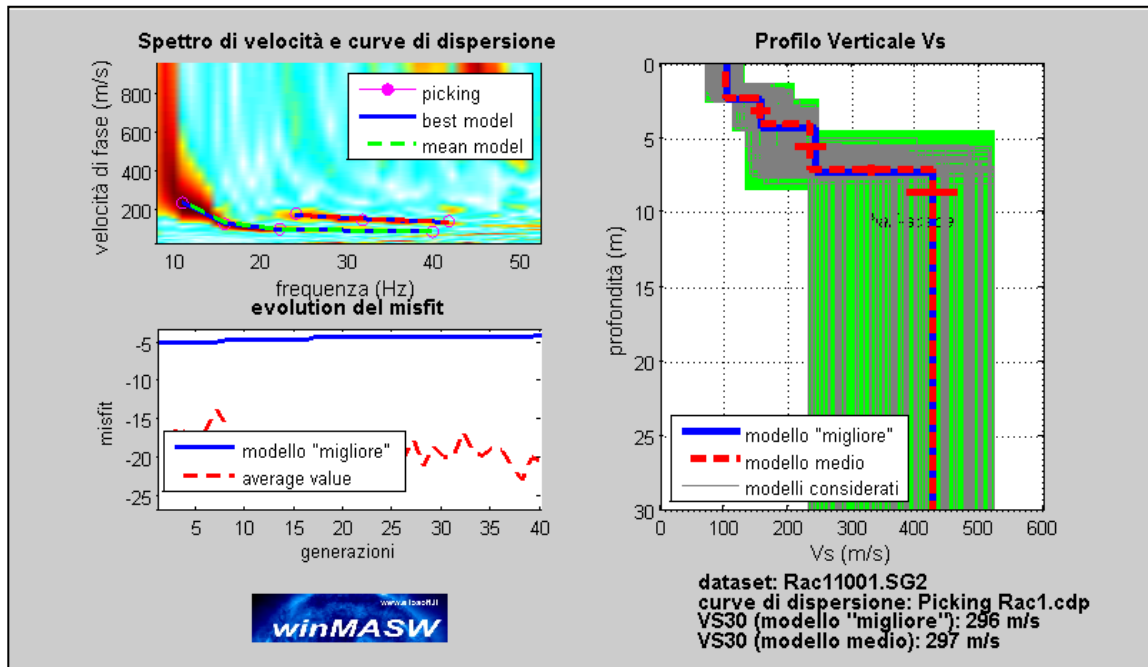 Spettro di velocità e curve di dispersione
velocità di fase (m/s)
800
600
400
200
picking
best model
mean model
10
20
30
40
50
frequenza (Hz)
evolution del misfit
misfit
-5
-10
-15
-20
-25
modello "migliore"
average value
5
10
15
20
25
30
35
40
generazioni
www.eliosoft.it
winMASW
Profilo Verticale Vs
profondità (m)
0
5
10
15
20
25
30
modello "migliore"
modello medio
modelli considerati
0
100
200
300
400
500
600
Vs (m/s)
dataset: Rac11001.SG2
curve di dispersione: Picking Rac1.cdp
VS30 (modello "migliore"): 296 m/s
VS30 (modello medio): 297 m/s